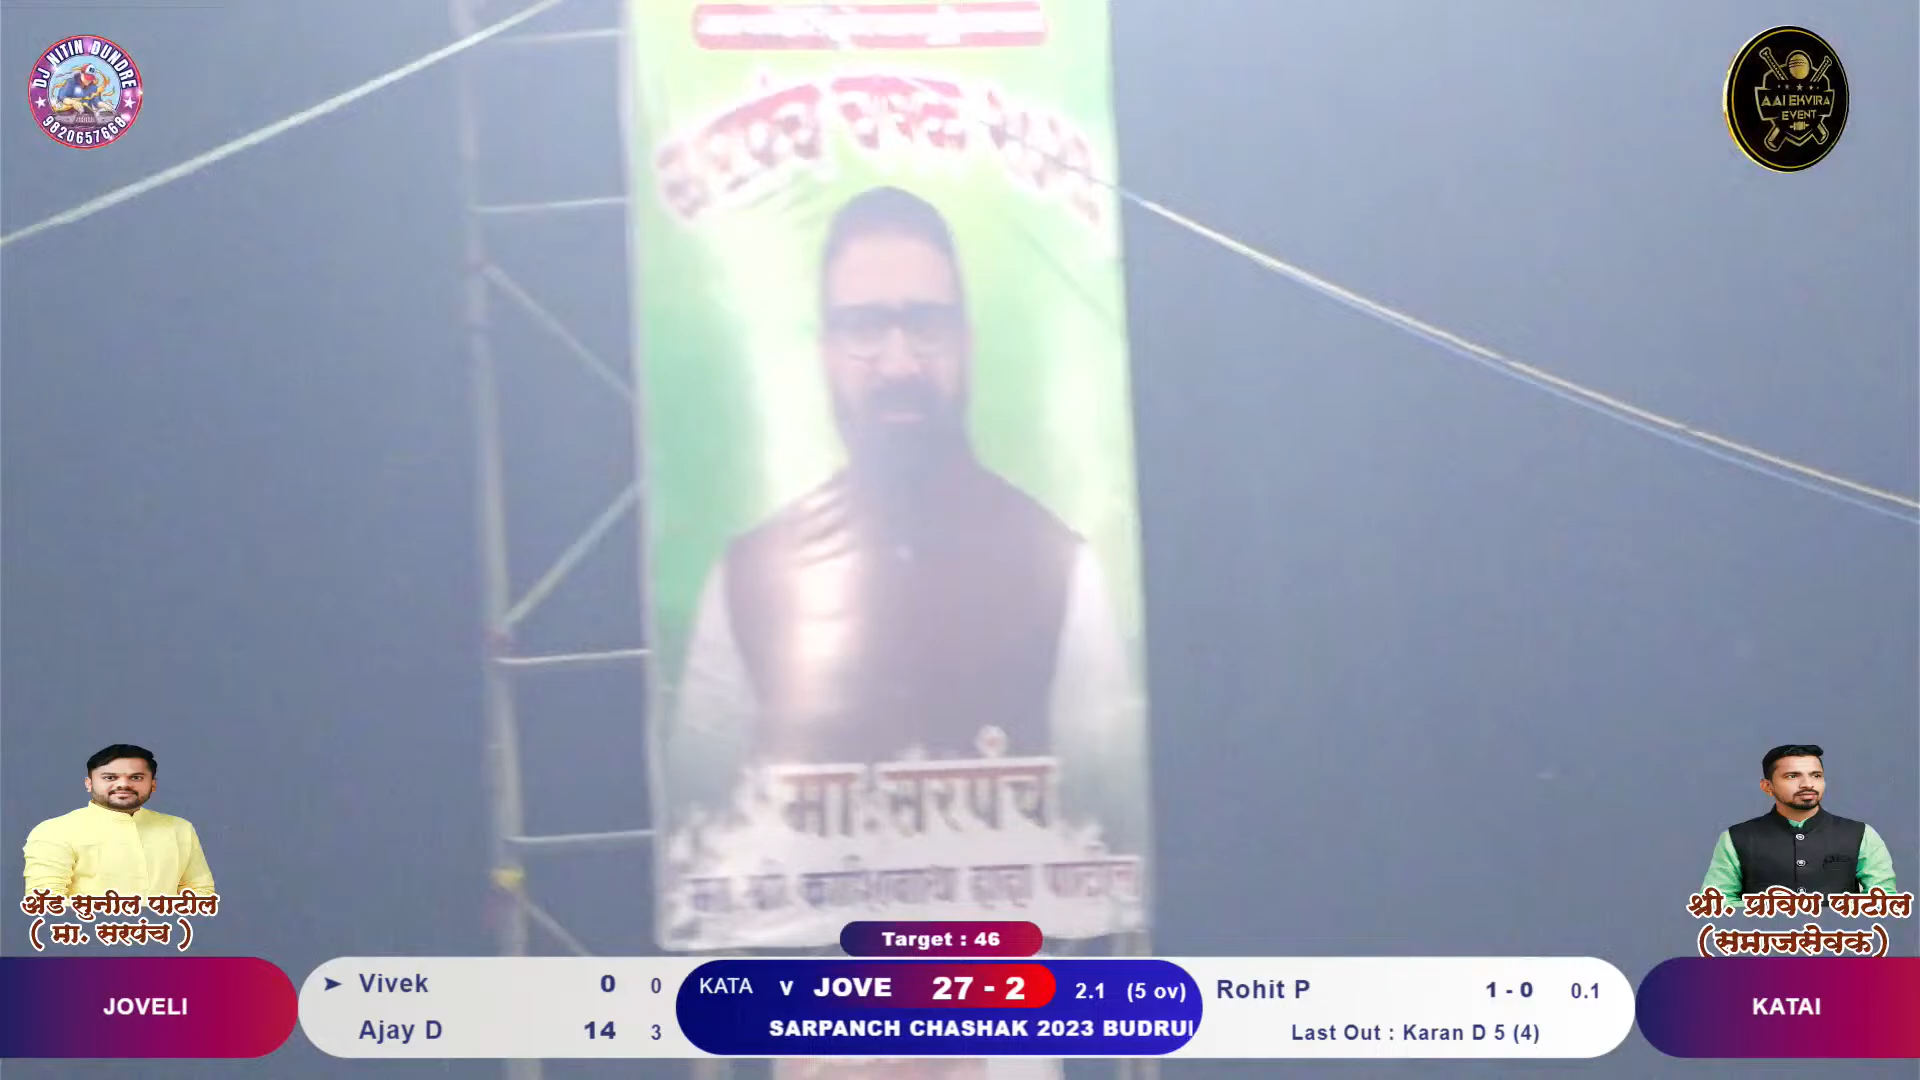 DJ NITIN DUNDRE
9820657668
AAI EKVIRA
EVENT
मा. सरपंच
ॲड सुनील पाटील
( मा. सरपंच )
श्री. प्रविण पाटील
(समाजसेवक)
Target : 46
JOVELI
Vivek 0 0
Ajay D 14 3
KATA v JOVE 27 - 2 2.1 (5 ov)
SARPANCH CHASHAK 2023 BUDRU
Rohit P 1 - 0 0.1
Last Out : Karan D 5 (4)
KATAI